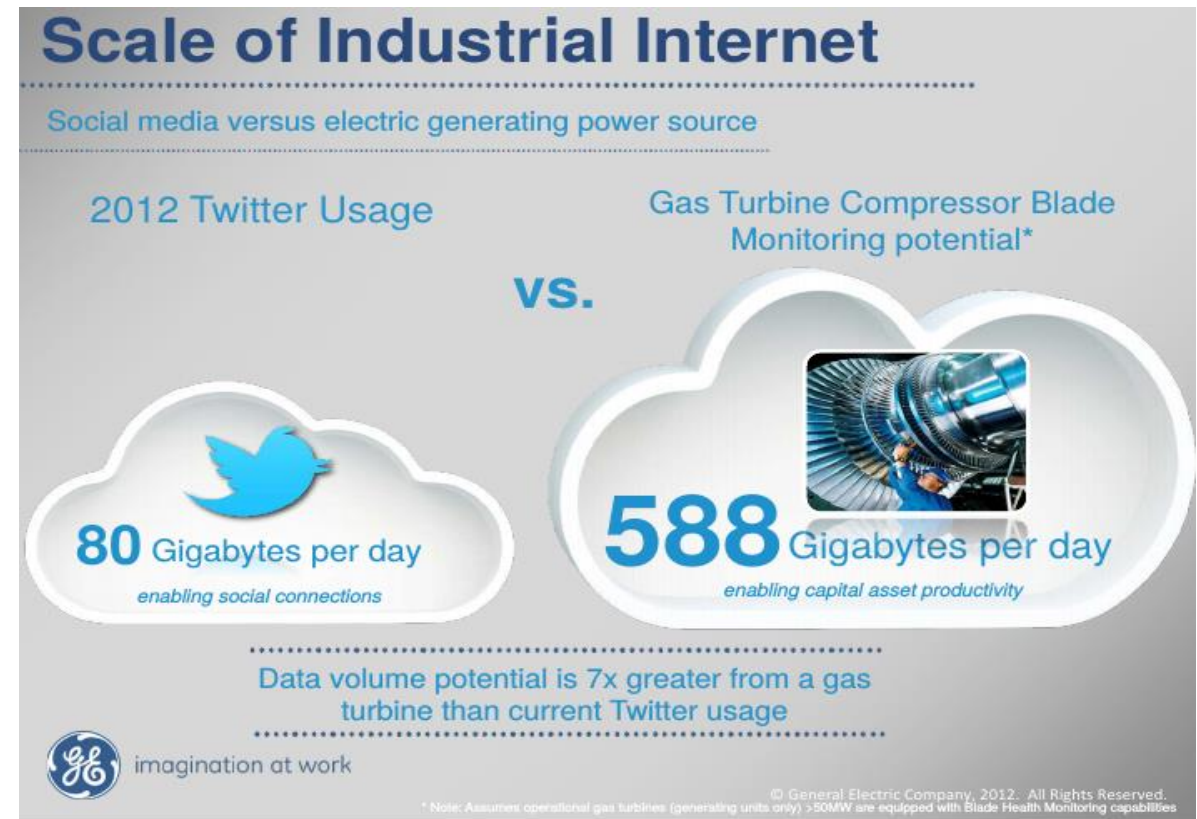 Scale of Industrial Internet
Social media versus electric generating power source
2012 Twitter Usage
vs.
Gas Turbine Compressor Blade
Monitoring potential*
80 Gigabytes per day
enabling social connections
588 Gigabytes per day
enabling capital asset productivity
Data volume potential is 7x greater from a gas
turbine than current Twitter usage
GE
imagination at work
© General Electric Company, 2012. All Rights Reserved.
* Note: Assumes operational gas turbines (generating units only) >50MW are equipped with Blade Health Monitoring capabilities